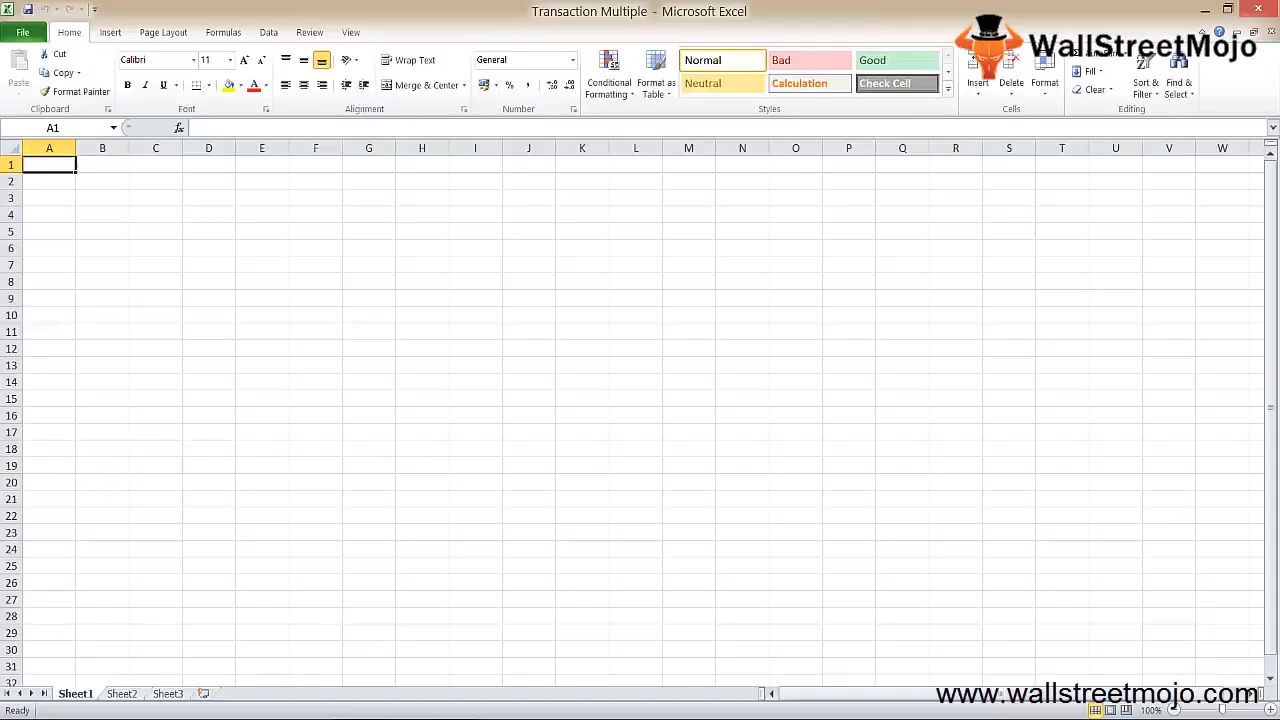 Transaction Multiple - Microsoft Excel
File Home Insert Page Layout Formulas Data Review View
WallStreetMojo
Paste Cut Copy Format Painter
Calibri 11
B I U A
Wrap Text
Merge & Center
General
% ,
Conditional Formatting
Format as Table
Normal Bad Good
Neutral Calculation Check Cell
Insert Delete Format
Fill
Clear
Sort & Filter
Find & Select
Clipboard Font Alignment Number Styles Cells Editing
A1 fx
A B C D E F G H I J K L M N O P Q R S T U V W
1
2
3
4
5
6
7
8
9
10
11
12
13
14
15
16
17
18
19
20
21
22
23
24
25
26
27
28
29
30
31
32
Sheet1 Sheet2 Sheet3
www.wallstreetmojo.com
Ready 100%